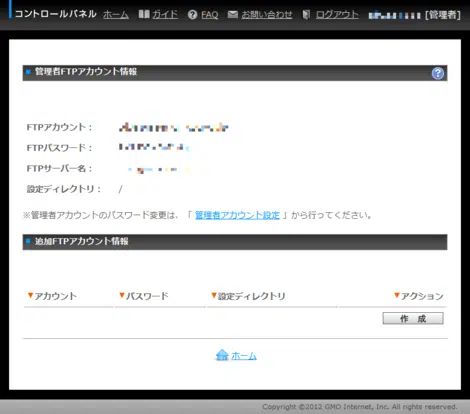 コントロールパネル ホーム ガイド FAQ お問い合わせ ログアウト [管理者]
管理者FTPアカウント情報 ?
FTPアカウント：
FTPパスワード：
FTPサーバー名：
設定ディレクトリ： /
※管理者アカウントのパスワード変更は、「 管理者アカウント設定 」から行ってください。
追加FTPアカウント情報
▼アカウント ▼パスワード ▼設定ディレクトリ ▼アクション
作 成
ホーム
Copyright ©2012 GMO Internet, Inc. All rights reserved.